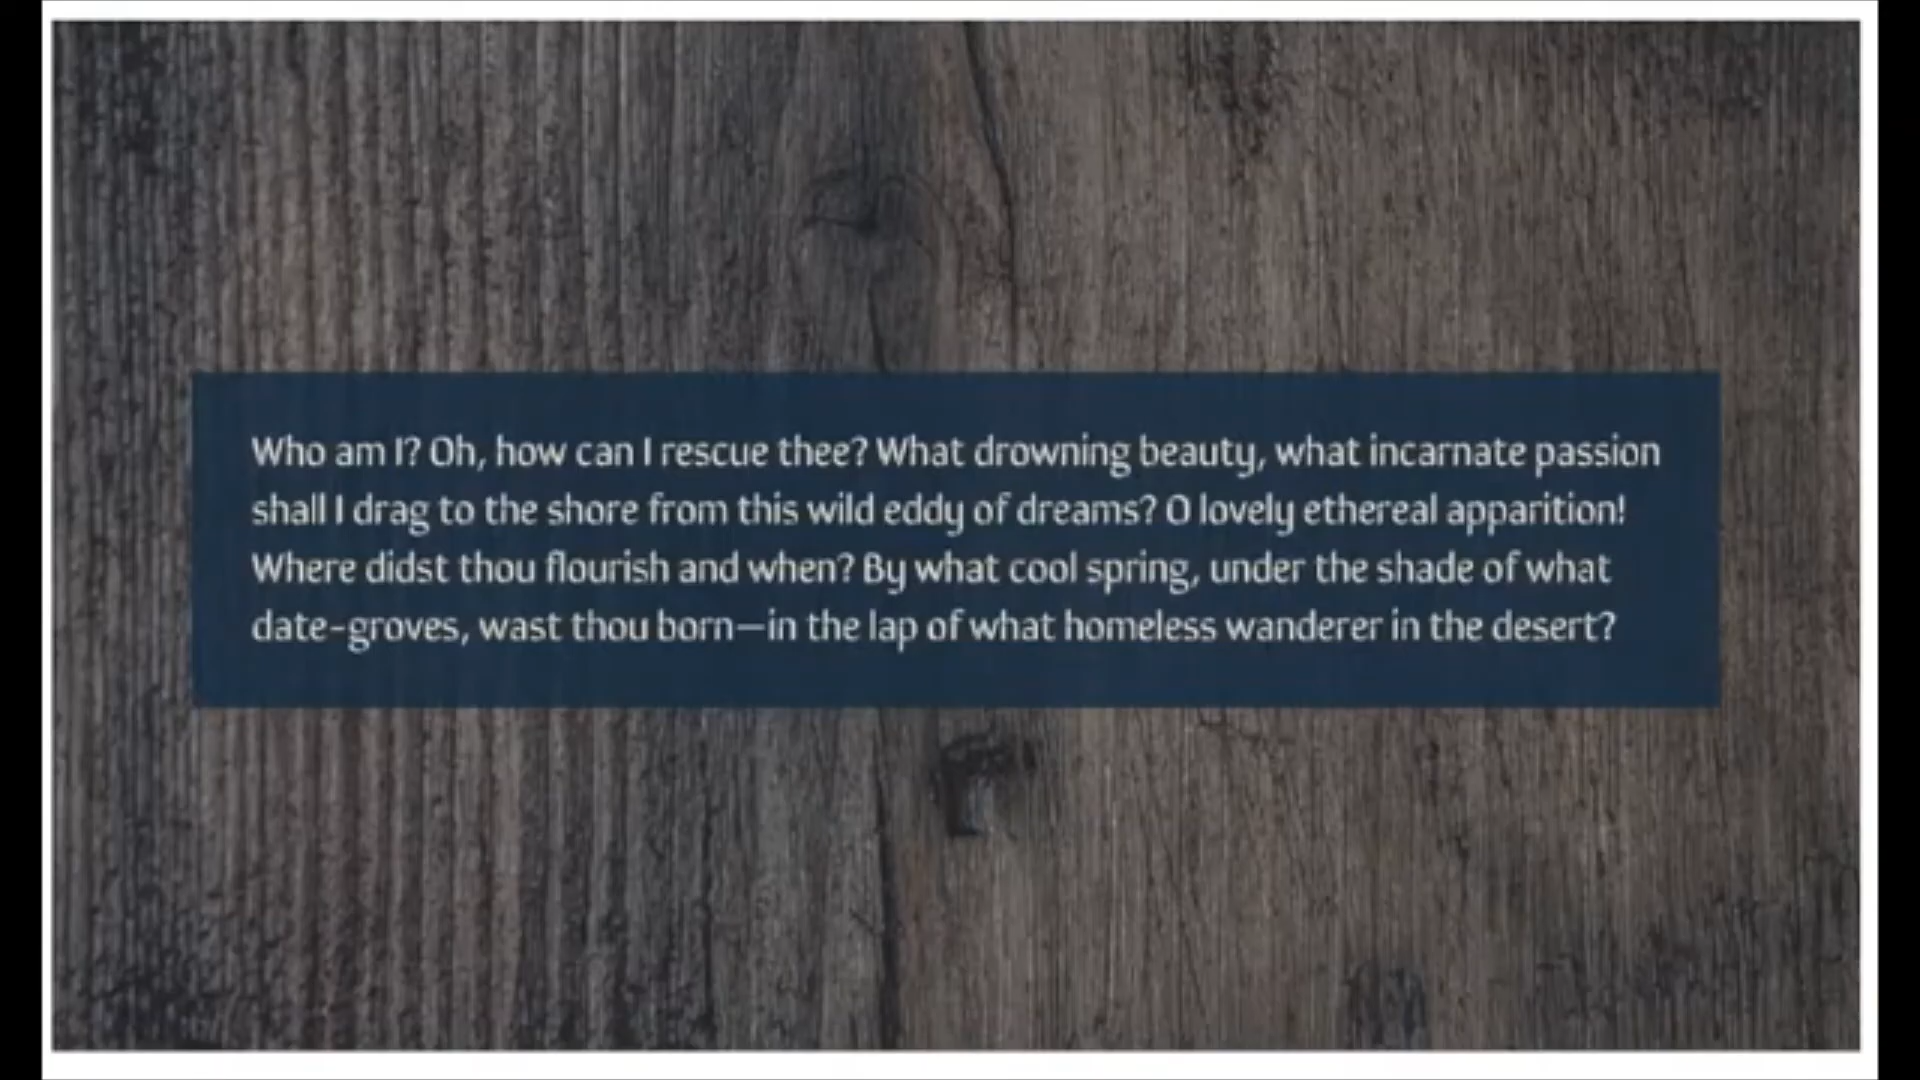 Who am I? Oh, how can I rescue thee? What drowning beauty, what incarnate passion
shall I drag to the shore from this wild eddy of dreams? O lovely ethereal apparition!
Where didst thou flourish and when? By what cool spring, under the shade of what
date-groves, wast thou born—in the lap of what homeless wanderer in the desert?